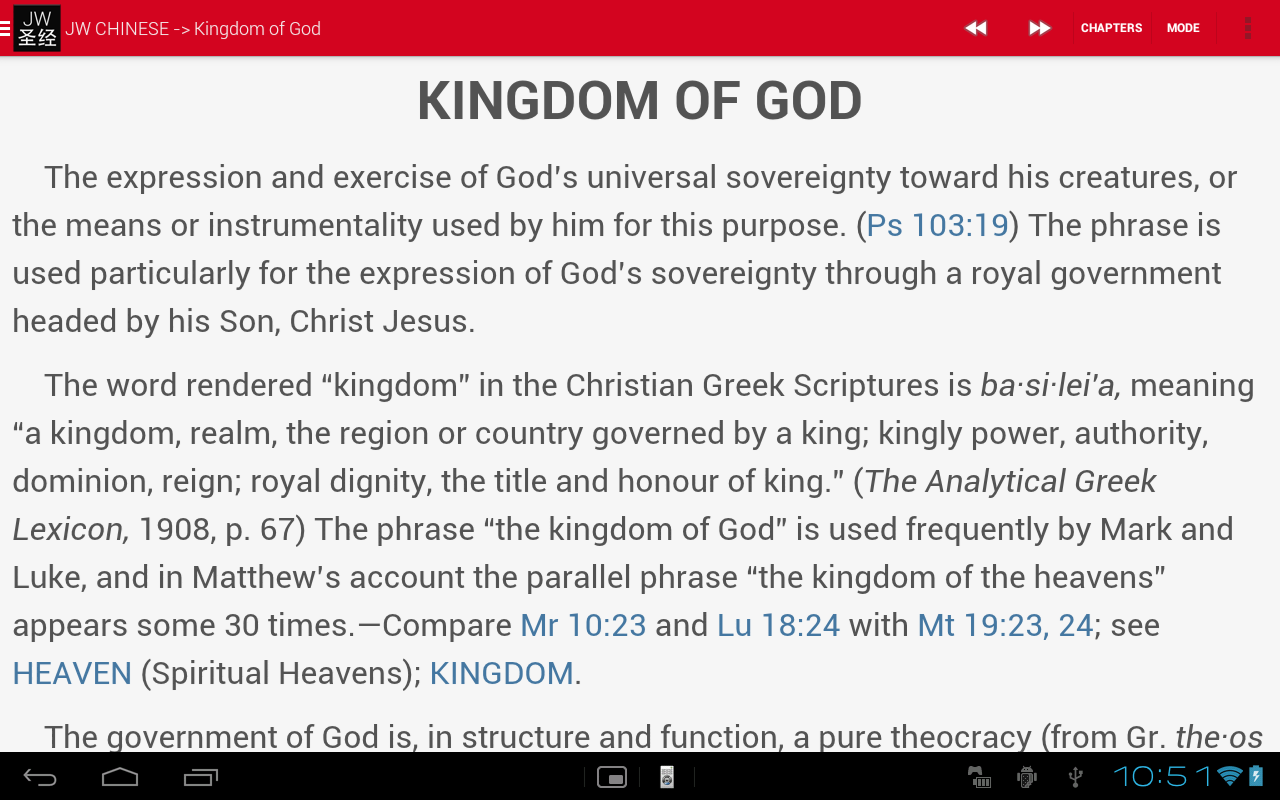 JW
圣经
JW CHINESE -> Kingdom of God
CHAPTERS
MODE
KINGDOM OF GOD
The expression and exercise of God's universal sovereignty toward his creatures, or
the means or instrumentality used by him for this purpose. (Ps 103:19) The phrase is
used particularly for the expression of God's sovereignty through a royal government
headed by his Son, Christ Jesus.
The word rendered “kingdom” in the Christian Greek Scriptures is ba·si·lei′a, meaning
“a kingdom, realm, the region or country governed by a king; kingly power, authority,
dominion, reign; royal dignity, the title and honour of king.” (The Analytical Greek
Lexicon, 1908, p. 67) The phrase “the kingdom of God” is used frequently by Mark and
Luke, and in Matthew's account the parallel phrase “the kingdom of the heavens”
appears some 30 times.—Compare Mr 10:23 and Lu 18:24 with Mt 19:23, 24; see
HEAVEN (Spiritual Heavens); KINGDOM.
The government of God is, in structure and function, a pure theocracy (from Gr. the·os
10:51